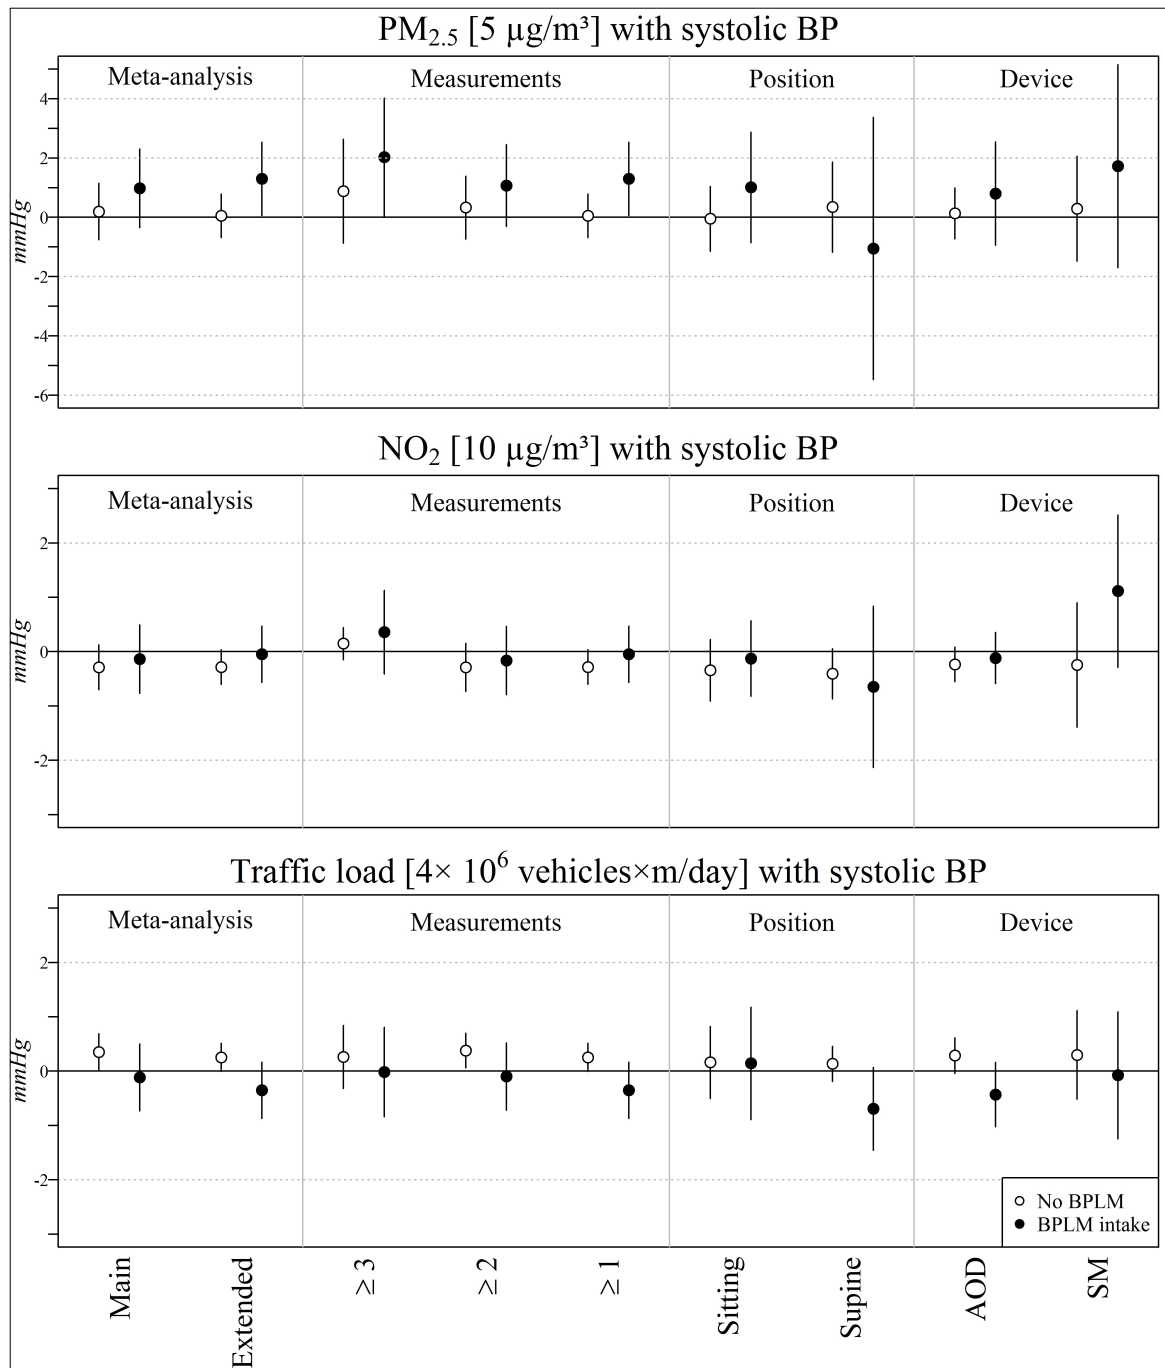 PM2.5 [5 µg/m³] with systolic BP
Meta-analysis Measurements Position Device
4
2
0
-2
-4
-6
mmHg
NO2 [10 µg/m³] with systolic BP
Meta-analysis Measurements Position Device
2
0
-2
mmHg
Traffic load [4× 10⁶ vehicles×m/day] with systolic BP
Meta-analysis Measurements Position Device
2
0
-2
mmHg
No BPLM
BPLM intake
Main Extended ≥ 3 ≥ 2 ≥ 1 Sitting Supine AOD SM